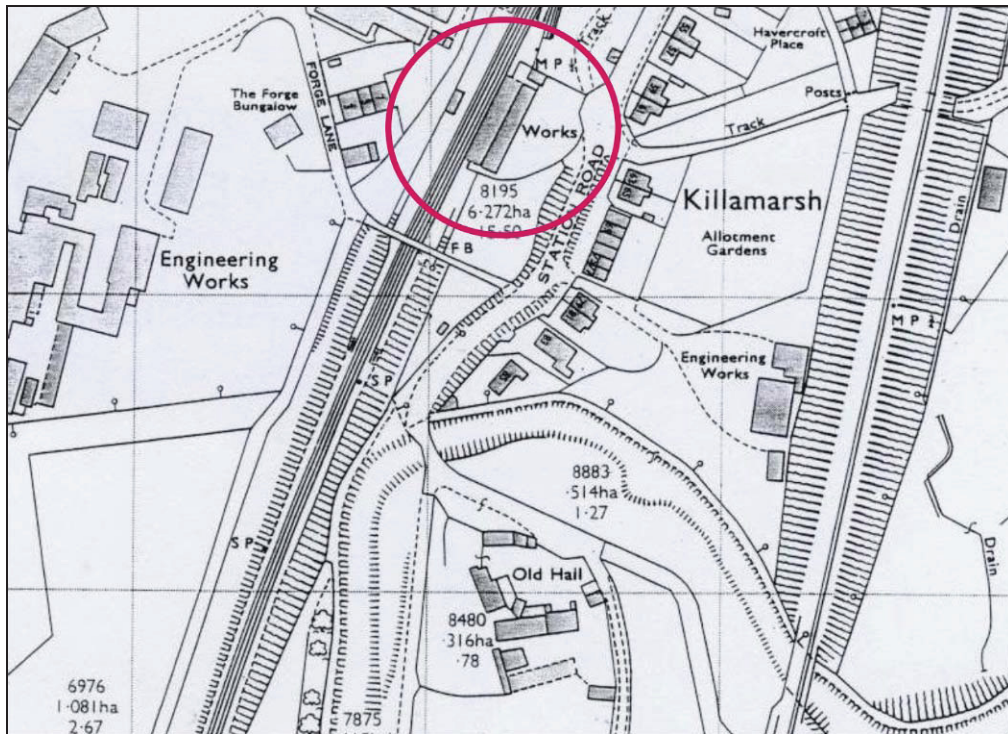 Track
Havercroft
Place
M P
The Forge
Bungalow
FORGE LANE
Works
Posts
Track
8195
6·272ha
15·50
STATION ROAD
Killamarsh
Allotment
Gardens
Drain
F B
Engineering
Works
M P
Engineering
Works
S P
8883
·514ha
1·27
S P
Old Hall
Drain
8480
·316ha
·78
6976
1·081ha
2·67
7875